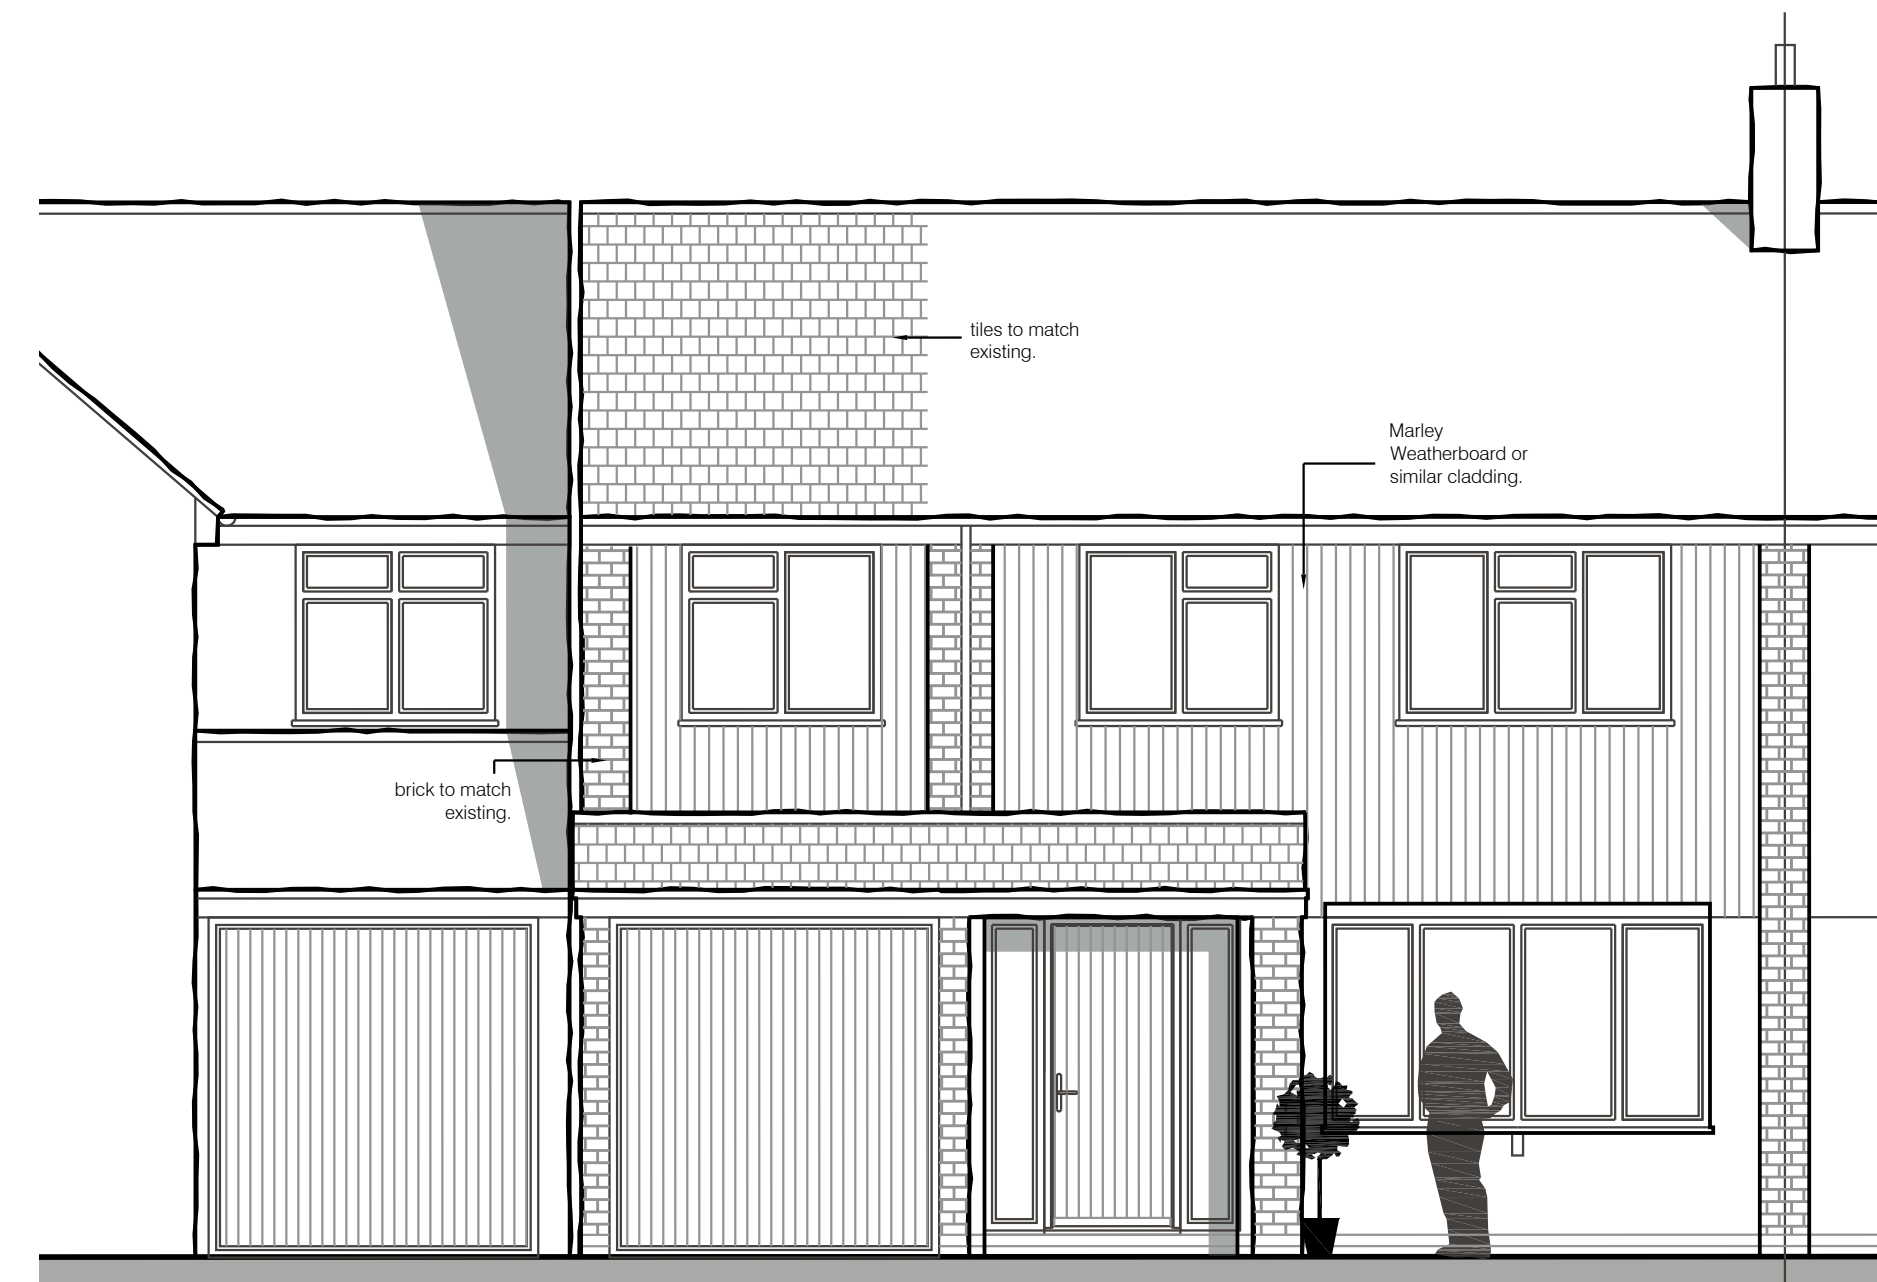 tiles to match
existing.
Marley
Weatherboard or
similar cladding.
brick to match
existing.